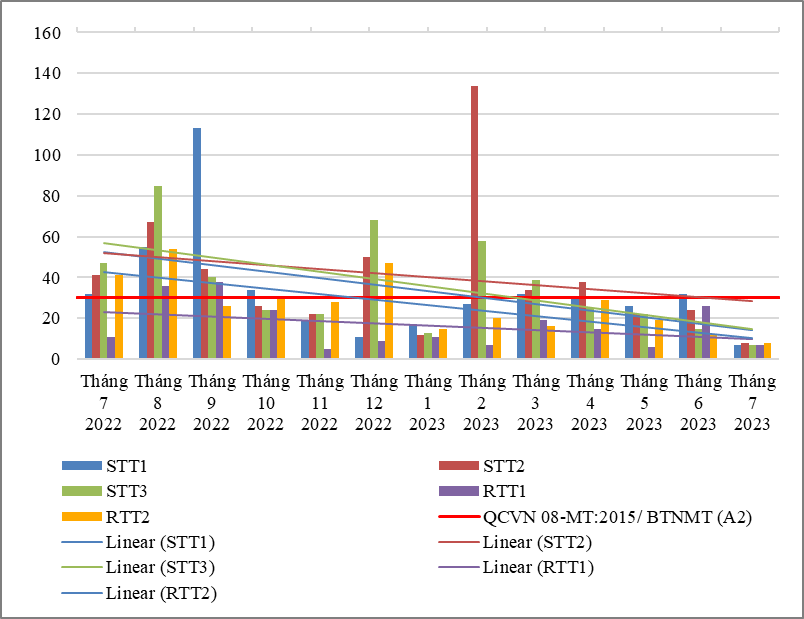 160
140
120
100
80
60
40
20
0
Tháng 7 2022
Tháng 8 2022
Tháng 9 2022
Tháng 10 2022
Tháng 11 2022
Tháng 12 2022
Tháng 1 2023
Tháng 2 2023
Tháng 3 2023
Tháng 4 2023
Tháng 5 2023
Tháng 6 2023
Tháng 7 2023
STT1
STT2
STT3
RTT1
RTT2
QCVN 08-MT:2015/ BTNMT (A2)
Linear (STT1)
Linear (STT2)
Linear (STT3)
Linear (RTT1)
Linear (RTT2)